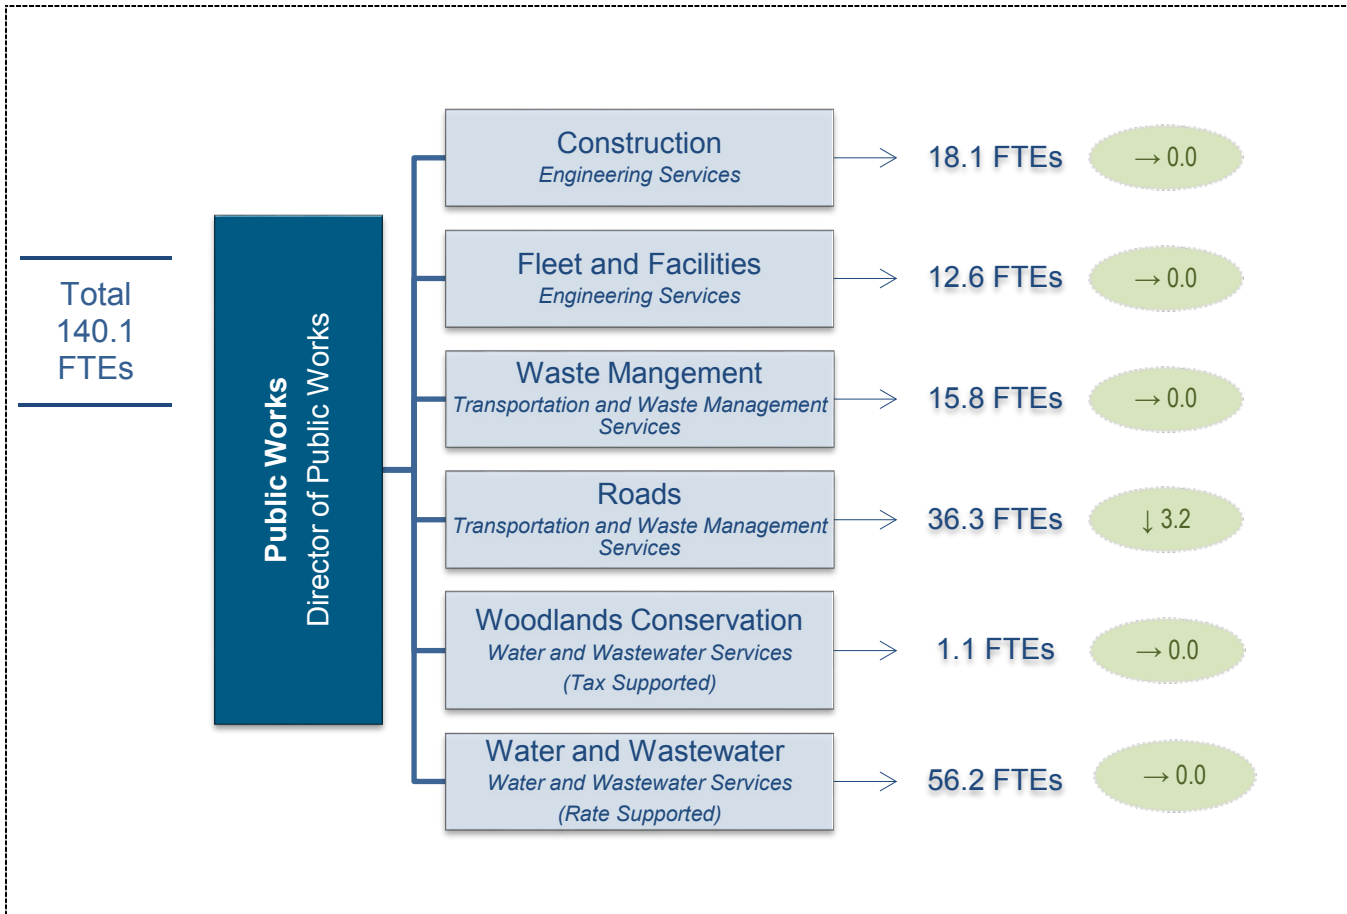 Total
140.1
FTEs
Public Works
Director of Public Works
Construction
Engineering Services
18.1 FTEs
→ 0.0
Fleet and Facilities
Engineering Services
12.6 FTEs
→ 0.0
Waste Mangement
Transportation and Waste Management
Services
15.8 FTEs
→ 0.0
Roads
Transportation and Waste Management
Services
36.3 FTEs
↓ 3.2
Woodlands Conservation
Water and Wastewater Services
(Tax Supported)
1.1 FTEs
→ 0.0
Water and Wastewater
Water and Wastewater Services
(Rate Supported)
56.2 FTEs
→ 0.0